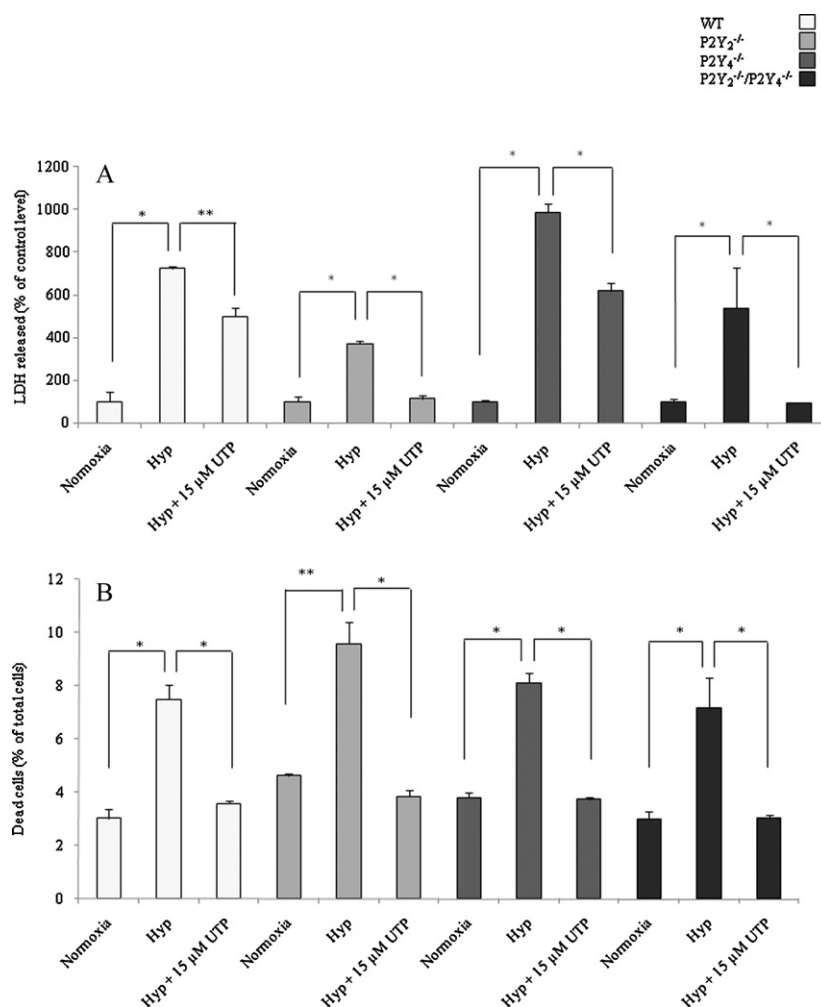 WT
P2Y₂⁻/⁻
P2Y₄⁻/⁻
P2Y₂⁻/⁻/P2Y₄⁻/⁻
A
LDH released (% of control level)
1200
1000
800
600
400
200
0
* ** * * * * * *
Normoxia Hyp Hyp + 15 µM UTP Normoxia Hyp Hyp + 15 µM UTP Normoxia Hyp Hyp + 15 µM UTP Normoxia Hyp Hyp + 15 µM UTP
B
Dead cells (% of total cells)
12
10
8
6
4
2
0
* * ** * * * * *
Normoxia Hyp Hyp + 15 µM UTP Normoxia Hyp Hyp + 15 µM UTP Normoxia Hyp Hyp + 15 µM UTP Normoxia Hyp Hyp + 15 µM UTP